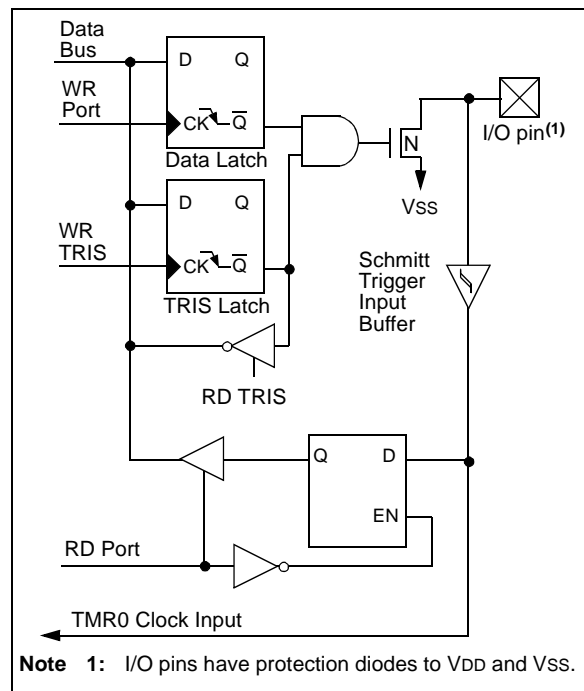 Data
Bus
D Q
WR
Port
CK Q̅
Data Latch
N
I/O pin(1)
VSS
D Q
WR
TRIS
CK Q̅
TRIS Latch
Schmitt
Trigger
Input
Buffer
RD TRIS
Q D
EN
RD Port
TMR0 Clock Input
Note 1: I/O pins have protection diodes to VDD and VSS.